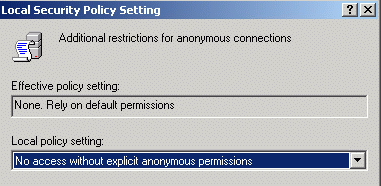 Local Security Policy Setting
Additional restrictions for anonymous connections
Effective policy setting:
None. Rely on default permissions
Local policy setting:
No access without explicit anonymous permissions